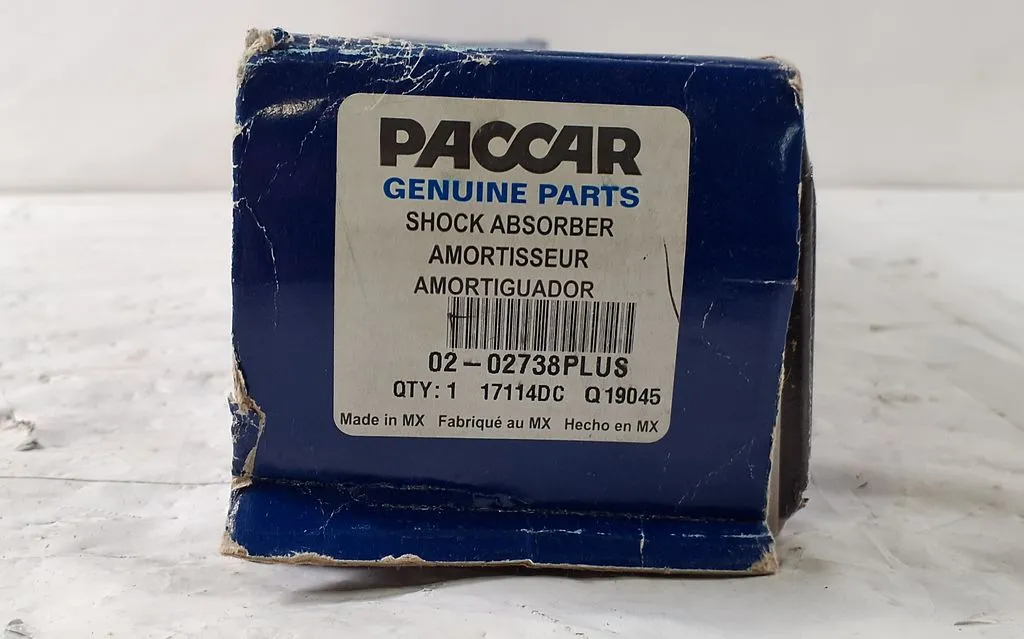 PACCAR
GENUINE PARTS
SHOCK ABSORBER
AMORTISSEUR
AMORTIGUADOR
02-02738PLUS
QTY: 1 17114DC Q19045
Made in MX Fabriqué au MX Hecho en MX